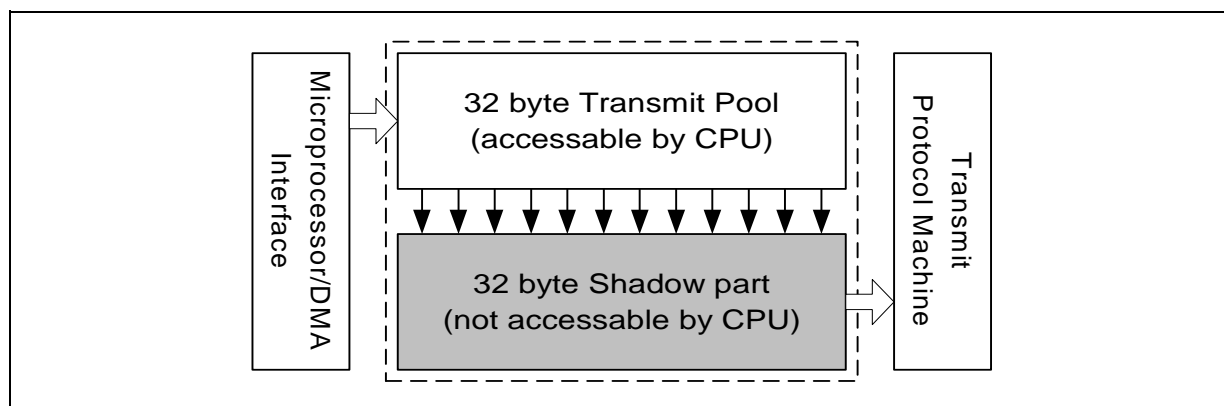 Microprocessor/DMA
Interface
32 byte Transmit Pool
(accessable by CPU)
32 byte Shadow part
(not accessable by CPU)
Transmit
Protocol Machine